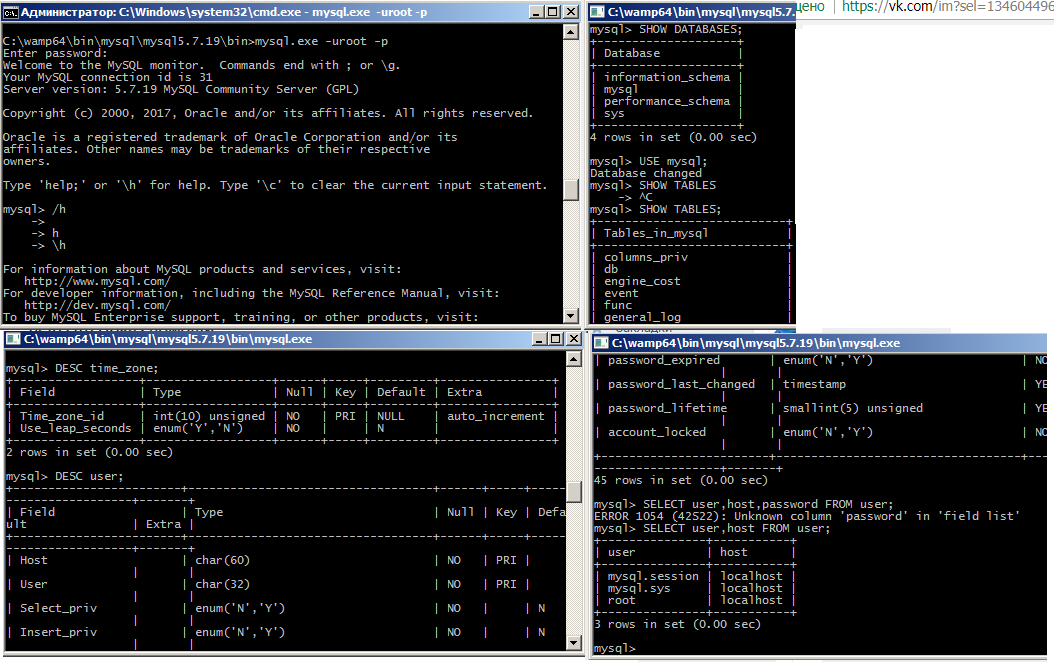 Администратор: C:\Windows\system32\cmd.exe - mysql.exe -uroot -p
C:\wamp64\bin\mysql\mysql5.7.19\bin>mysql.exe -uroot -p
Enter password:
Welcome to the MySQL monitor.  Commands end with ; or \g.
Your MySQL connection id is 31
Server version: 5.7.19 MySQL Community Server (GPL)
Copyright (c) 2000, 2017, Oracle and/or its affiliates. All rights reserved.
Oracle is a registered trademark of Oracle Corporation and/or its
affiliates. Other names may be trademarks of their respective
owners.
Type 'help;' or '\h' for help. Type '\c' to clear the current input statement.
mysql> /h
->
-> h
-> \h
For information about MySQL products and services, visit:
http://www.mysql.com/
For developer information, including the MySQL Reference Manual, visit:
http://dev.mysql.com/
To buy MySQL Enterprise support, training, or other products, visit:
C:\wamp64\bin\mysql\mysql5.7.
цено | https://vk.com/im?sel=134604496
mysql> SHOW DATABASES;
| Database |
| information_schema |
| mysql |
| performance_schema |
| sys |
4 rows in set (0.00 sec)
mysql> USE mysql;
Database changed
mysql> SHOW TABLES
-> ^C
mysql> SHOW TABLES;
| Tables_in_mysql |
| columns_priv |
| db |
| engine_cost |
| event |
| func |
| general_log |
C:\wamp64\bin\mysql\mysql5.7.19\bin\mysql.exe
mysql> DESC time_zone;
| Field | Type | Null | Key | Default | Extra |
| Time_zone_id | int(10) unsigned | NO | PRI | NULL | auto_increment |
| Use_leap_seconds | enum('Y','N') | NO | | N | |
2 rows in set (0.00 sec)
mysql> DESC user;
| Field | Type | Null | Key | Defa
ult | Extra |
| Host | char(60) | NO | PRI |
| User | char(32) | NO | PRI |
| Select_priv | enum('N','Y') | NO | | N
| Insert_priv | enum('N','Y') | NO | | N
C:\wamp64\bin\mysql\mysql5.7.19\bin\mysql.exe
| password_expired | enum('N','Y') | NO
| password_last_changed | timestamp | YE
| password_lifetime | smallint(5) unsigned | YE
| account_locked | enum('N','Y') | NO
45 rows in set (0.00 sec)
mysql> SELECT user,host,password FROM user;
ERROR 1054 (42S22): Unknown column 'password' in 'field list'
mysql> SELECT user,host FROM user;
| user | host |
| mysql.session | localhost |
| mysql.sys | localhost |
| root | localhost |
3 rows in set (0.00 sec)
mysql>